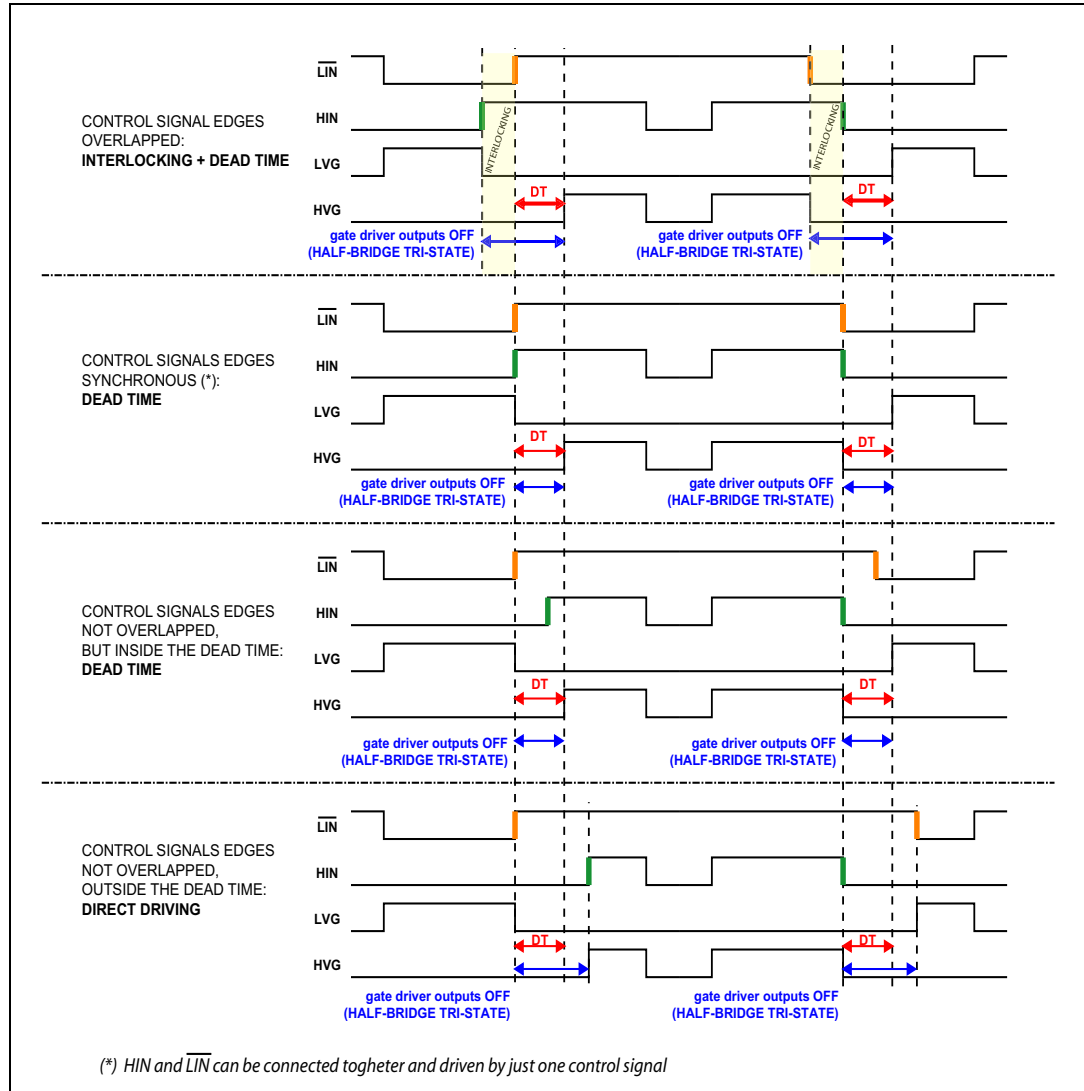 L̅I̅N̅
CONTROL SIGNAL EDGES
OVERLAPPED:
INTERLOCKING + DEAD TIME
HIN
LVG
HVG
INTERLOCKING
INTERLOCKING
DT
DT
gate driver outputs OFF
(HALF-BRIDGE TRI-STATE)
gate driver outputs OFF
(HALF-BRIDGE TRI-STATE)
L̅I̅N̅
CONTROL SIGNALS EDGES
SYNCHRONOUS (*):
DEAD TIME
HIN
LVG
HVG
DT
DT
gate driver outputs OFF
(HALF-BRIDGE TRI-STATE)
gate driver outputs OFF
(HALF-BRIDGE TRI-STATE)
L̅I̅N̅
CONTROL SIGNALS EDGES
NOT OVERLAPPED,
BUT INSIDE THE DEAD TIME:
DEAD TIME
HIN
LVG
HVG
DT
DT
gate driver outputs OFF
(HALF-BRIDGE TRI-STATE)
gate driver outputs OFF
(HALF-BRIDGE TRI-STATE)
L̅I̅N̅
CONTROL SIGNALS EDGES
NOT OVERLAPPED,
OUTSIDE THE DEAD TIME:
DIRECT DRIVING
HIN
LVG
HVG
DT
DT
gate driver outputs OFF
(HALF-BRIDGE TRI-STATE)
gate driver outputs OFF
(HALF-BRIDGE TRI-STATE)
(*) HIN and L̅I̅N̅ can be connected togheter and driven by just one control signal